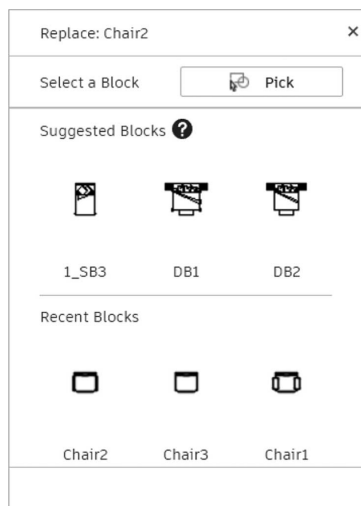 Replace: Chair2 ×
Select a Block Pick
Suggested Blocks ?
1_SB3 DB1 DB2
Recent Blocks
Chair2 Chair3 Chair1